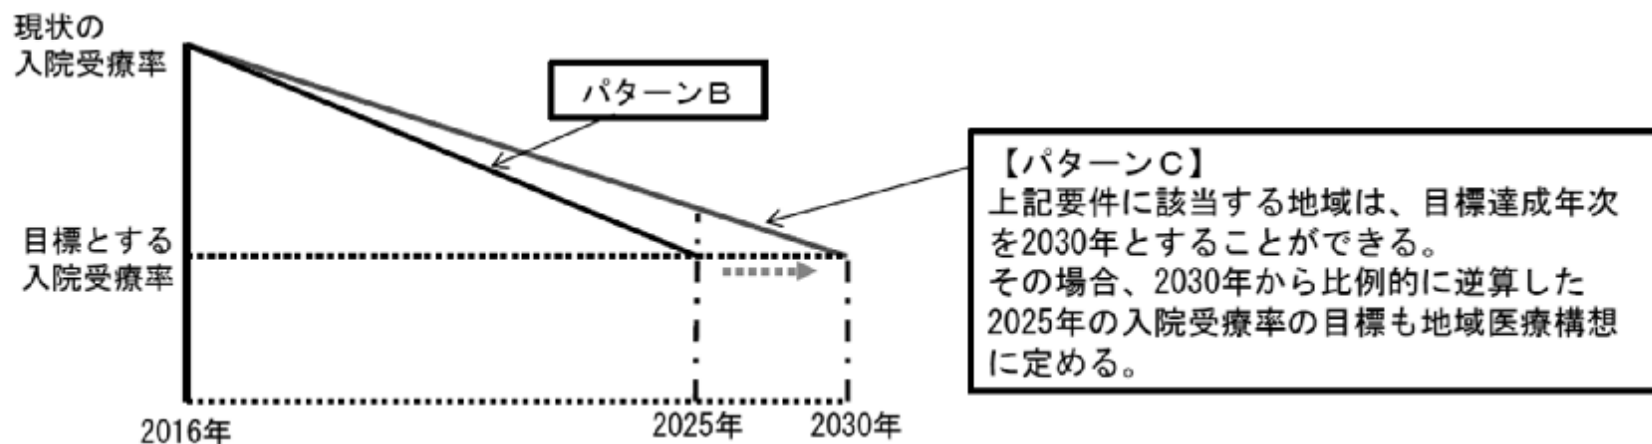 現状の
入院受療率
パターンB
【パターンC】
上記要件に該当する地域は、目標達成年次
を2030年とすることができる。
その場合、2030年から比例的に逆算した
2025年の入院受療率の目標も地域医療構想
に定める。
目標とする
入院受療率
2016年
2025年
2030年